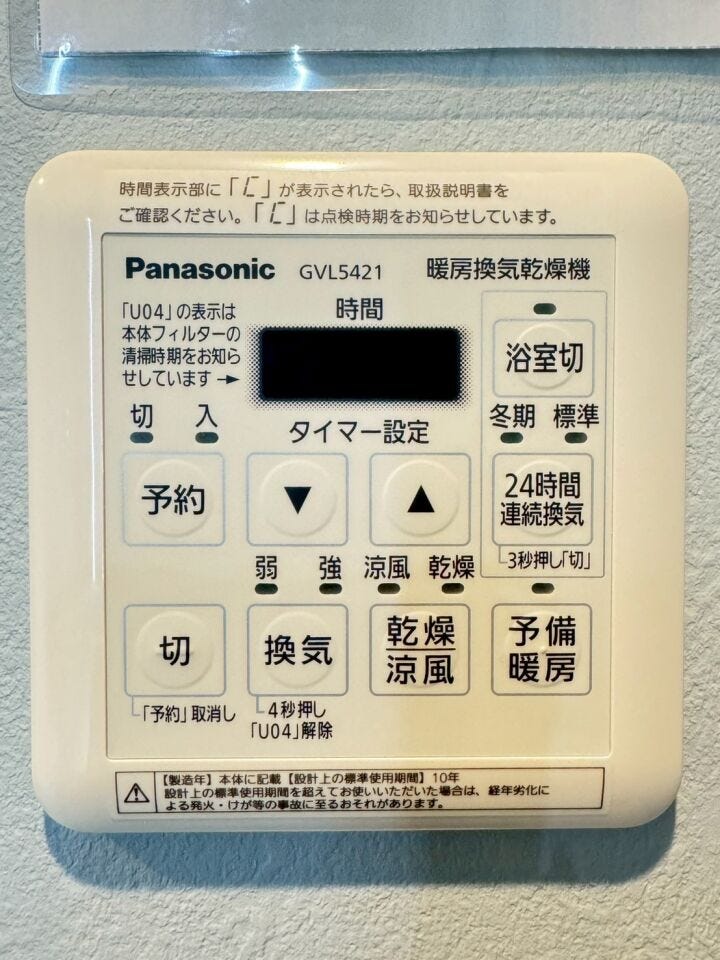 時間表示部に「C」が表示されたら、取扱説明書を
ご確認ください。「C」は点検時期をお知らせしています。
Panasonic GVL5421 暖房換気乾燥機
「U04」の表示は
本体フィルターの
清掃時期をお知ら
せしています→
時間
浴室切
切 入
タイマー設定
冬期 標準
予約
▼
▲
24時間
連続換気
3秒押し「切」
弱 強 涼風 乾燥
切
換気
乾燥
涼風
予備
暖房
「予約」取消し
4秒押し
「U04」解除
【製造年】本体に記載【設計上の標準使用期間】10年
設計上の標準使用期間を超えてお使いいただいた場合は、経年劣化に
よる発火・けが等の事故に至るおそれがあります。